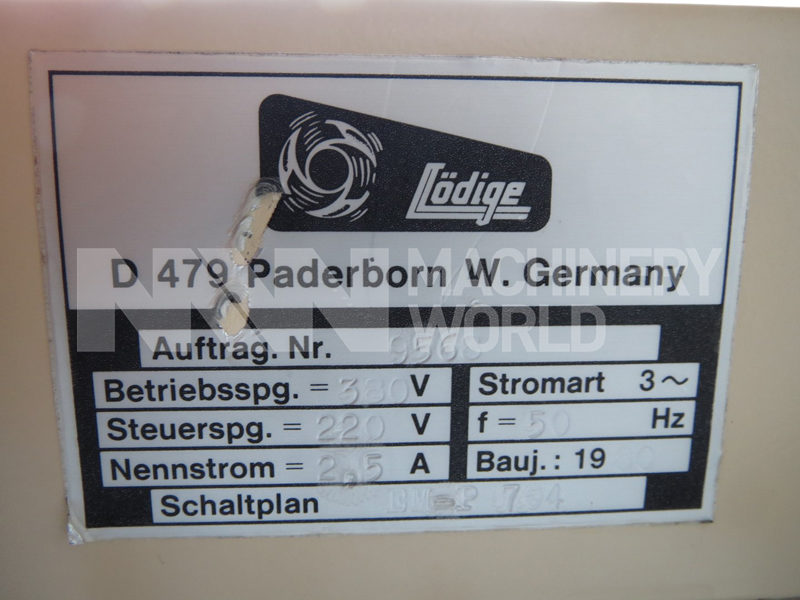 Lödige
D 479 Paderborn W. Germany
NRN MACHINERY WORLD
Auftrag. Nr.
Betriebsspg. = 380 V Stromart 3~
Steuerspg. = 220 V f = 50 Hz
Nennstrom = 2,5 A Bauj.: 19
Schaltplan